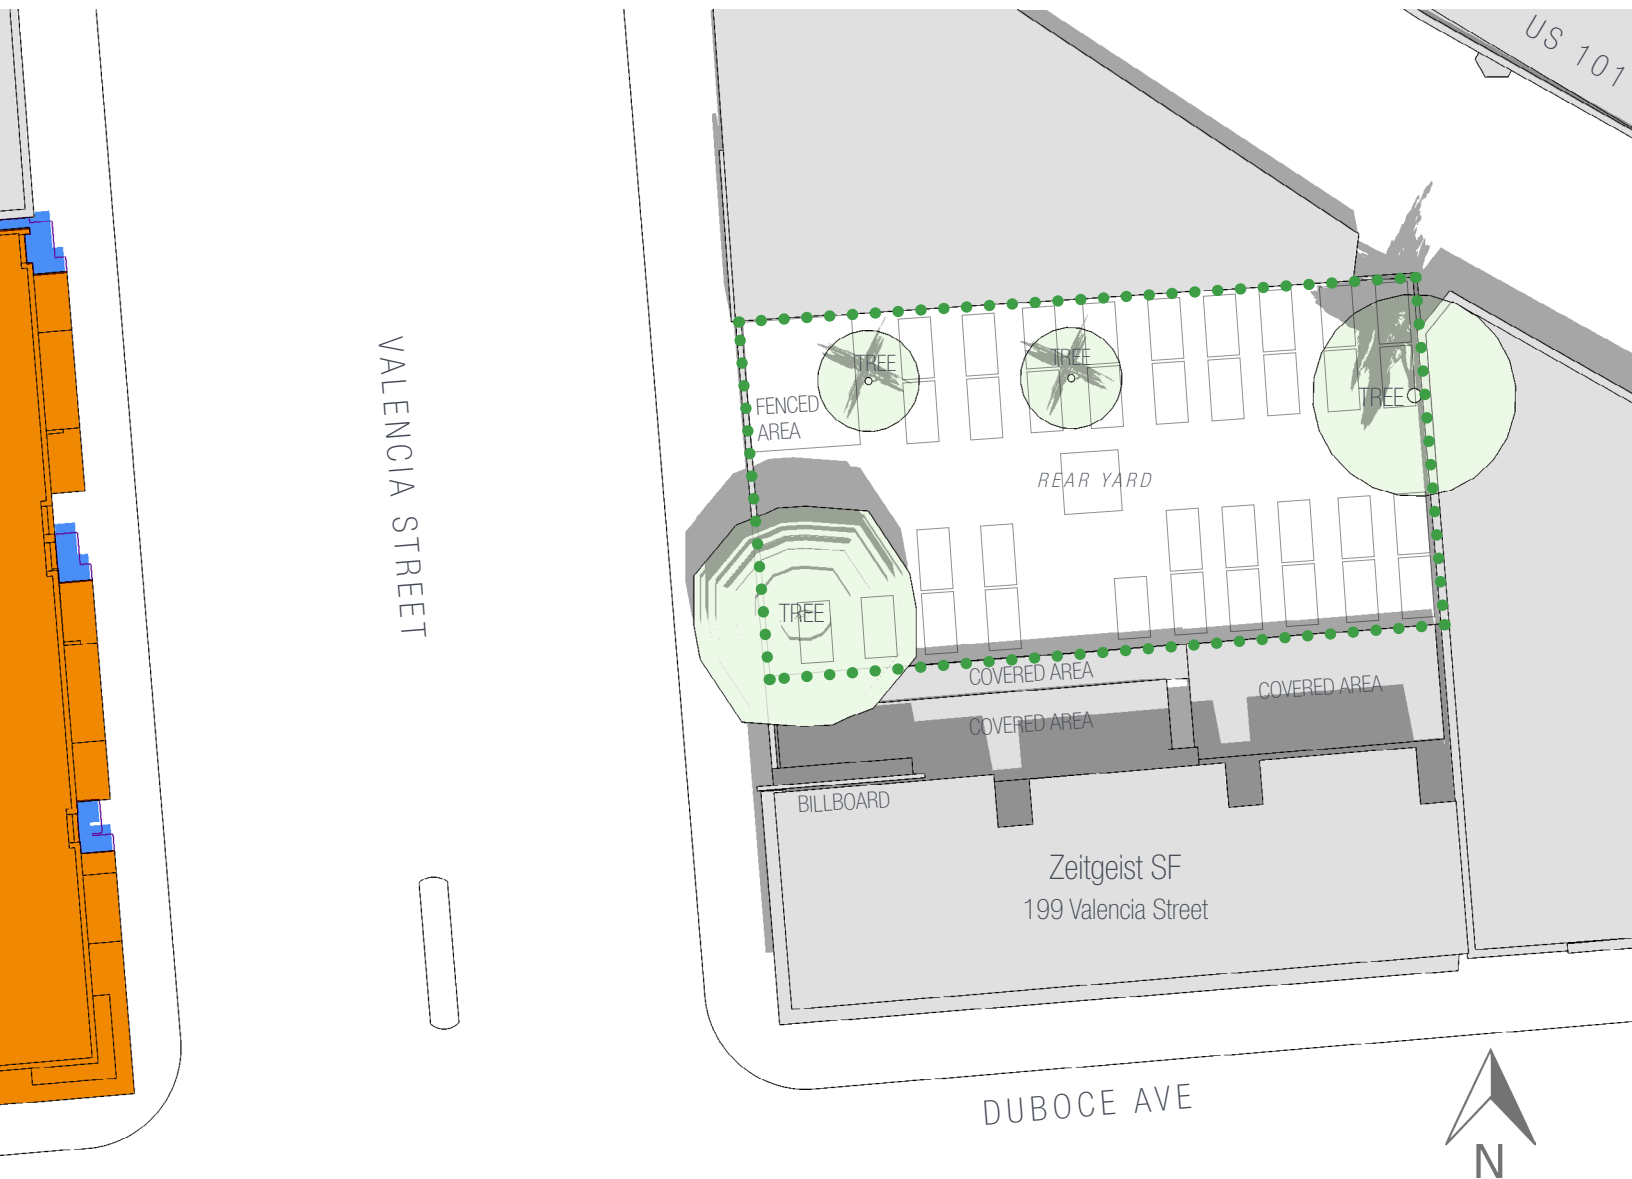 US 101
VALENCIA STREET
TREE
TREE
TREE
FENCED
AREA
REAR YARD
TREE
COVERED AREA
COVERED AREA
COVERED AREA
BILLBOARD
Zeitgeist SF
199 Valencia Street
DUBOCE AVE
N